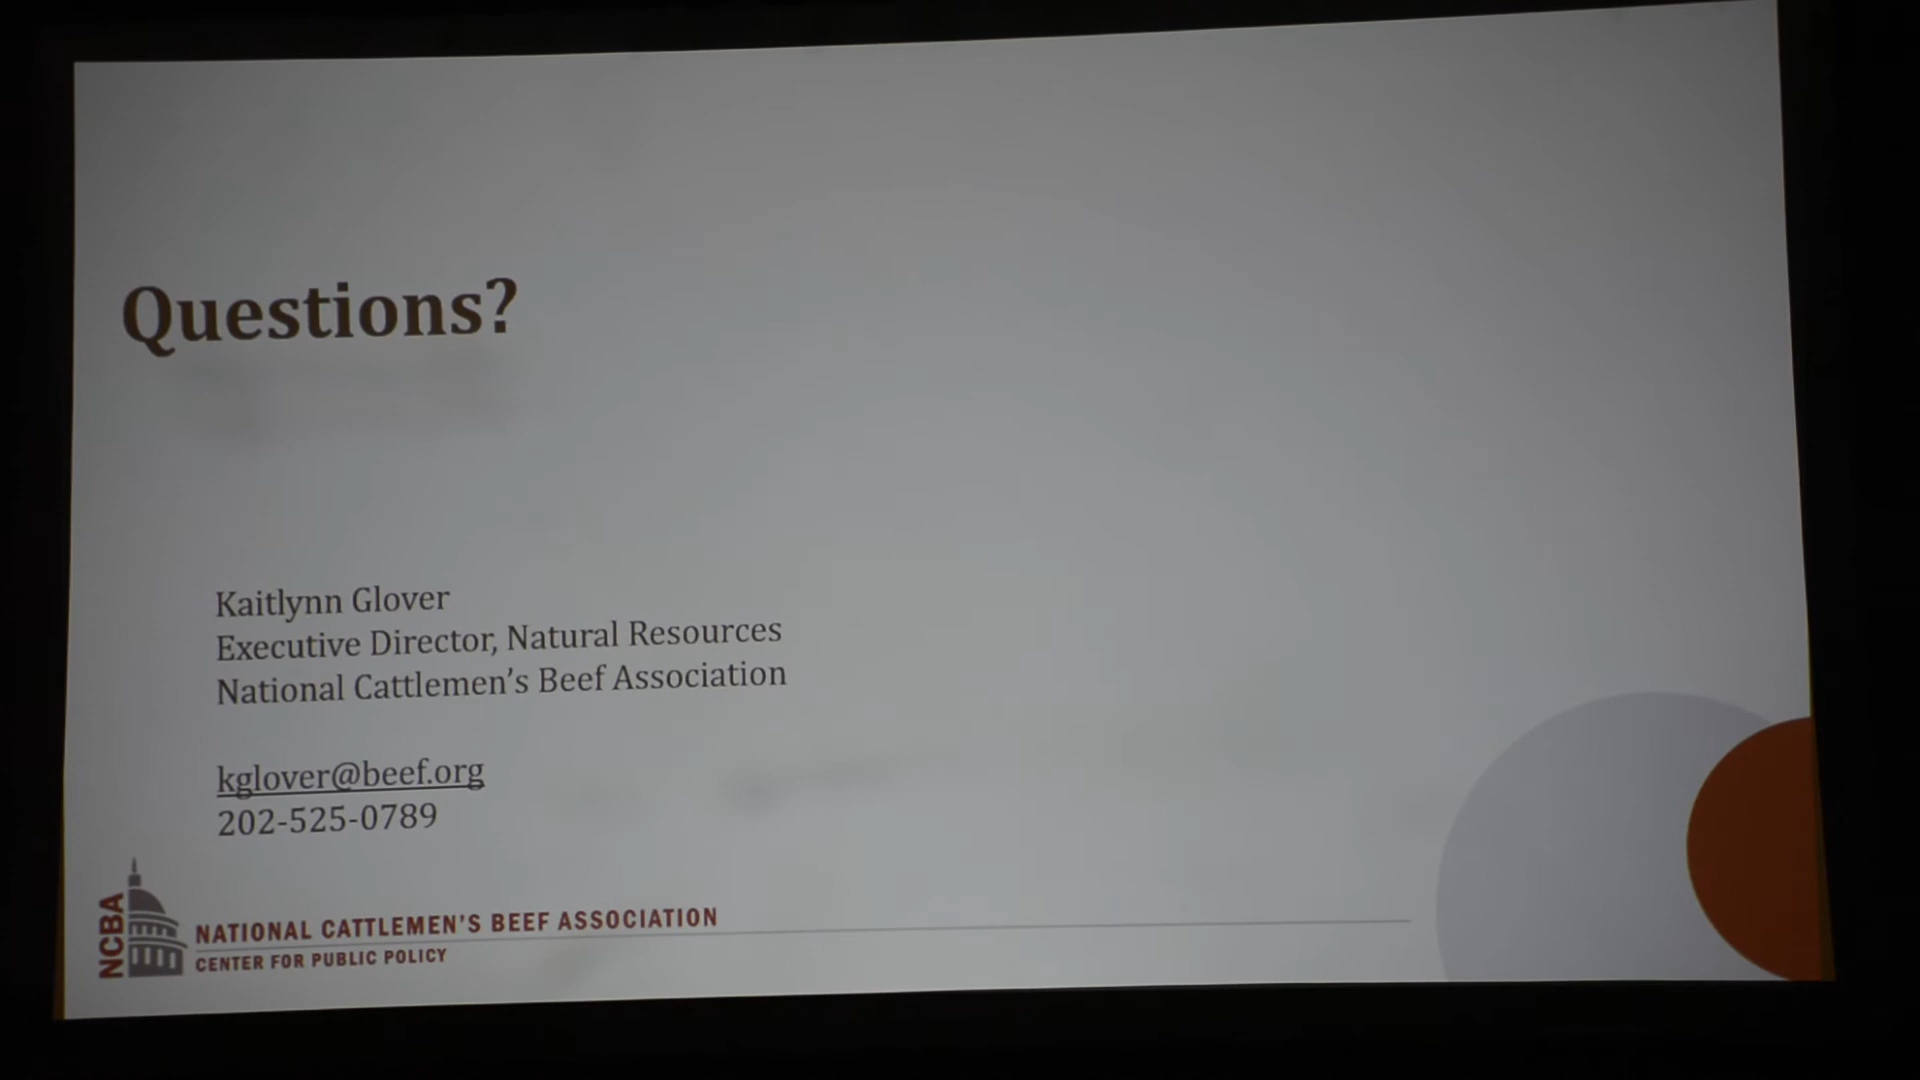 Questions?
Kaitlynn Glover
Executive Director, Natural Resources
National Cattlemen's Beef Association
kglover@beef.org
202-525-0789
NCBA
NATIONAL CATTLEMEN'S BEEF ASSOCIATION
CENTER FOR PUBLIC POLICY